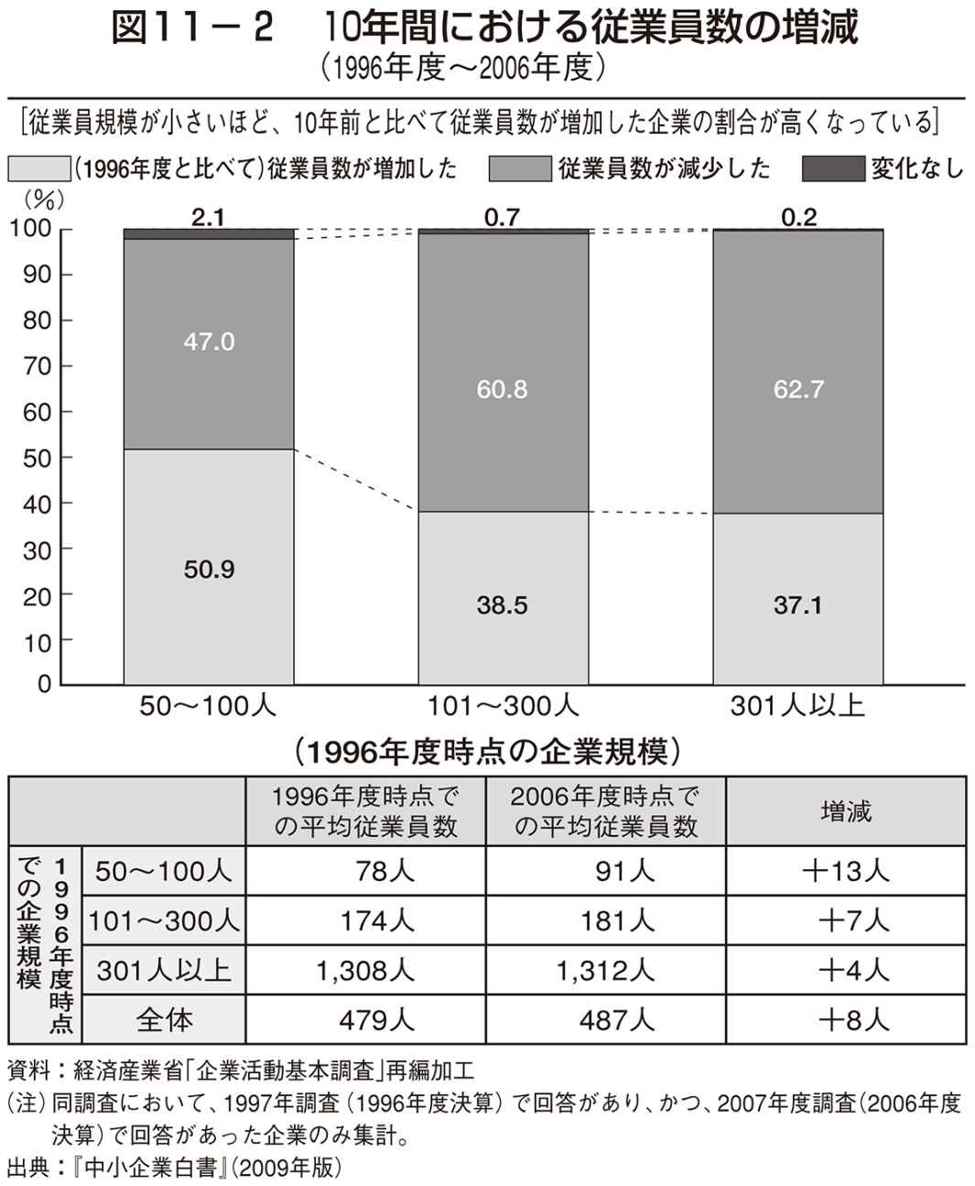 図11-2 10年間における従業員数の増減
(1996年度〜2006年度)
[従業員規模が小さいほど、10年前と比べて従業員数が増加した企業の割合が高くなっている]
(1996年度と比べて)従業員数が増加した 従業員数が減少した 変化なし
(%)
100
90
80
70
60
50
40
30
20
10
0
2.1 0.7 0.2
47.0 60.8 62.7
50.9 38.5 37.1
50〜100人 101〜300人 301人以上
(1996年度時点の企業規模)
1996年度時点で
の平均従業員数
2006年度時点で
の平均従業員数
増減
1996年度時点
での企業規模
50〜100人 78人 91人 +13人
101〜300人 174人 181人 +7人
301人以上 1,308人 1,312人 +4人
全体 479人 487人 +8人
資料:経済産業省「企業活動基本調査」再編加工
(注)同調査において、1997年調査(1996年度決算)で回答があり、かつ、2007年度調査(2006年度
決算)で回答があった企業のみ集計。
出典:『中小企業白書』(2009年版)